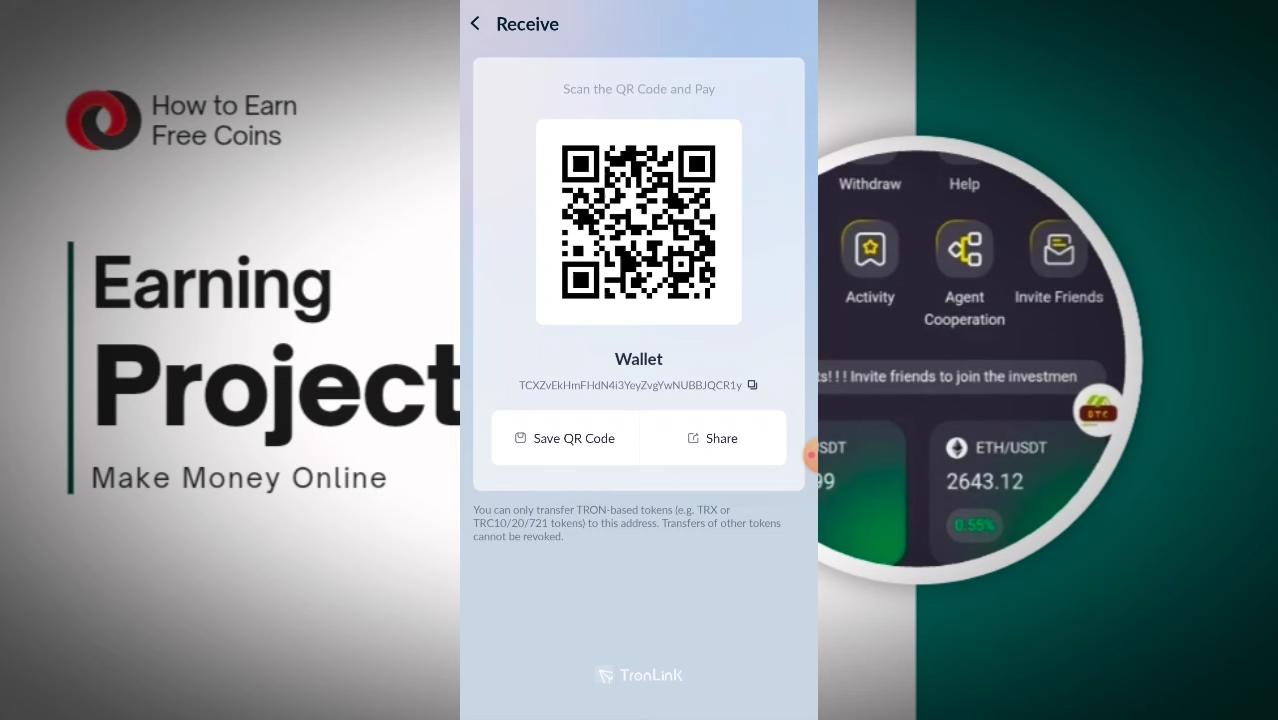 How to Earn
Free Coins
Earning
Project
Make Money Online
Receive
Scan the QR Code and Pay
Wallet
TCXZvEkHmFHdN4i3YeyZvgYwNUBBJQCR1y
Save QR Code
Share
You can only transfer TRON-based tokens (e.g. TRX or
TRC10/20/721 tokens) to this address. Transfers of other tokens
cannot be revoked.
TronLink
Withdraw
Help
Activity
Agent
Cooperation
Invite Friends
ts!!! Invite friends to join the investmen
BTC
SDT
99
ETH/USDT
2643.12
0.55%